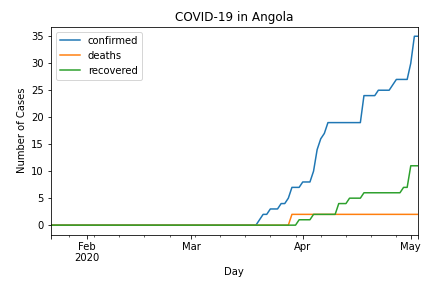 COVID-19 in Angola
confirmed
deaths
recovered
Number of Cases
35
30
25
20
15
10
5
0
Feb
2020
Mar
Apr
May
Day